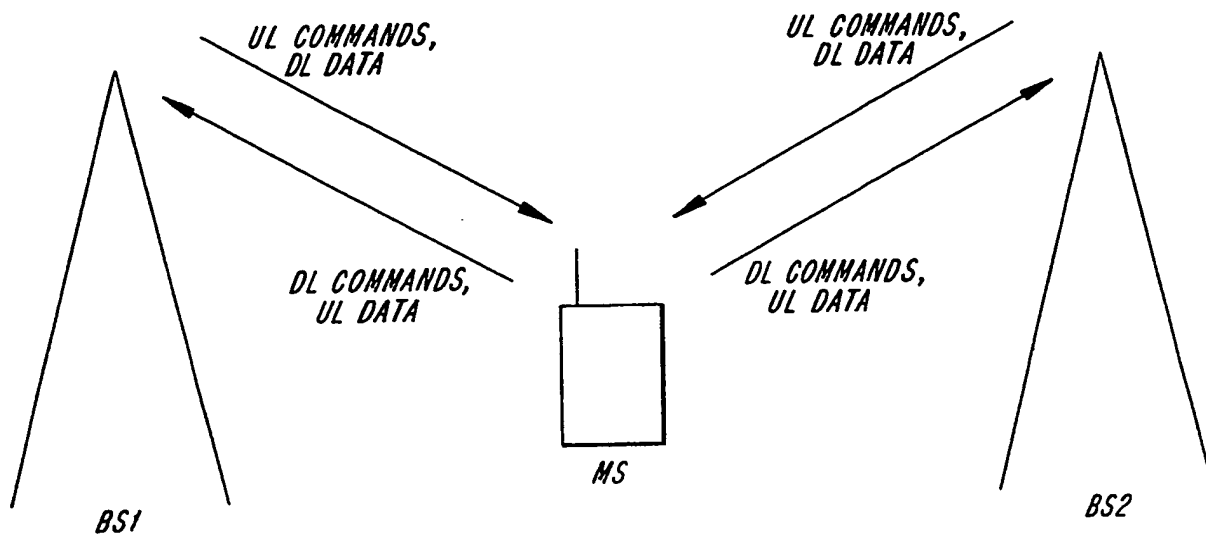 UL COMMANDS,
DL DATA
UL COMMANDS,
DL DATA
DL COMMANDS,
UL DATA
DL COMMANDS,
UL DATA
MS
BS1
BS2